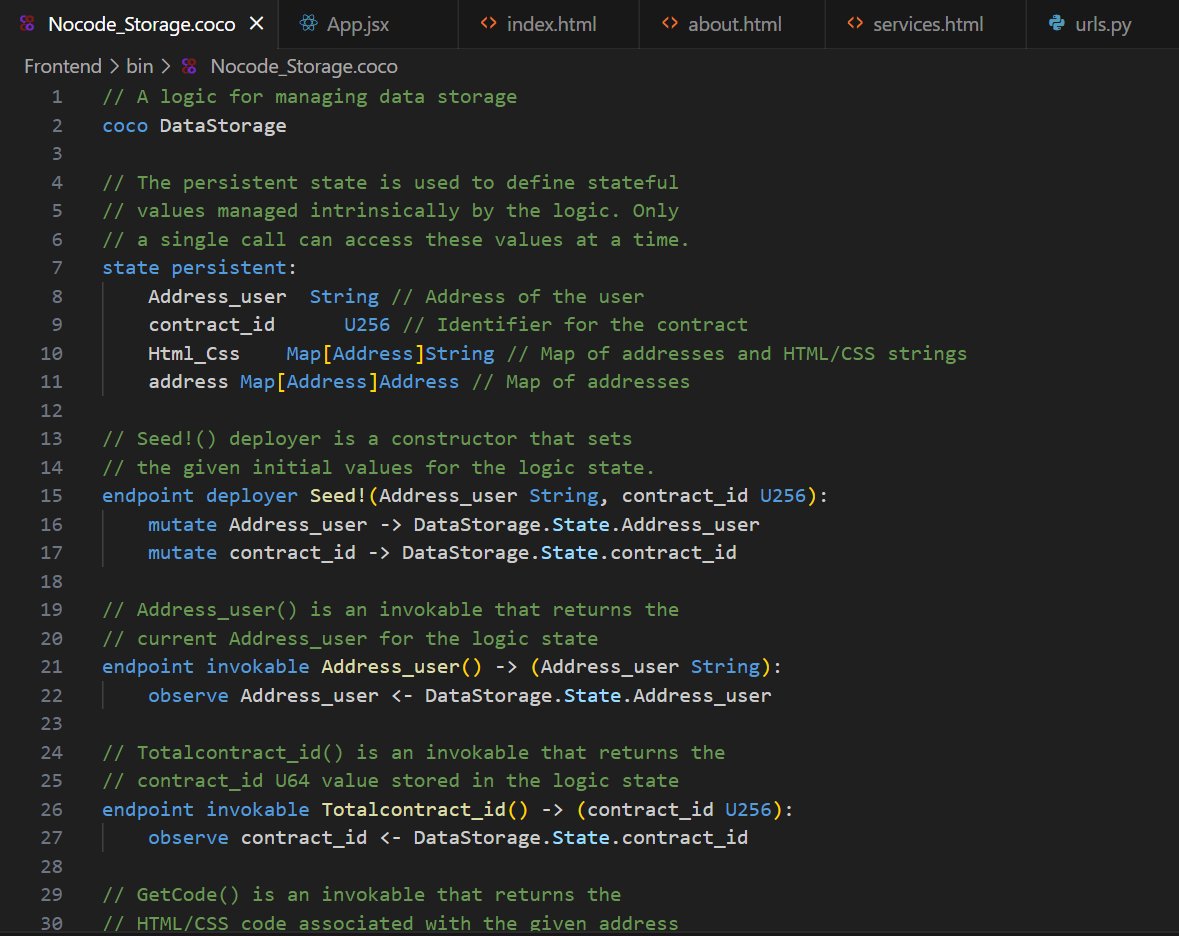 Nocode_Storage.coco × App.jsx <> index.html <> about.html <> services.html urls.py
Frontend > bin > Nocode_Storage.coco
1 // A logic for managing data storage
2 coco DataStorage
3
4 // The persistent state is used to define stateful
5 // values managed intrinsically by the logic. Only
6 // a single call can access these values at a time.
7 state persistent:
8     Address_user  String // Address of the user
9     contract_id      U256 // Identifier for the contract
10     Html_Css    Map[Address]String // Map of addresses and HTML/CSS strings
11     address Map[Address]Address // Map of addresses
12
13 // Seed!() deployer is a constructor that sets
14 // the given initial values for the logic state.
15 endpoint deployer Seed!(Address_user String, contract_id U256):
16     mutate Address_user -> DataStorage.State.Address_user
17     mutate contract_id -> DataStorage.State.contract_id
18
19 // Address_user() is an invokable that returns the
20 // current Address_user for the logic state
21 endpoint invokable Address_user() -> (Address_user String):
22     observe Address_user <- DataStorage.State.Address_user
23
24 // Totalcontract_id() is an invokable that returns the
25 // contract_id U64 value stored in the logic state
26 endpoint invokable Totalcontract_id() -> (contract_id U256):
27     observe contract_id <- DataStorage.State.contract_id
28
29 // GetCode() is an invokable that returns the
30 // HTML/CSS code associated with the given address